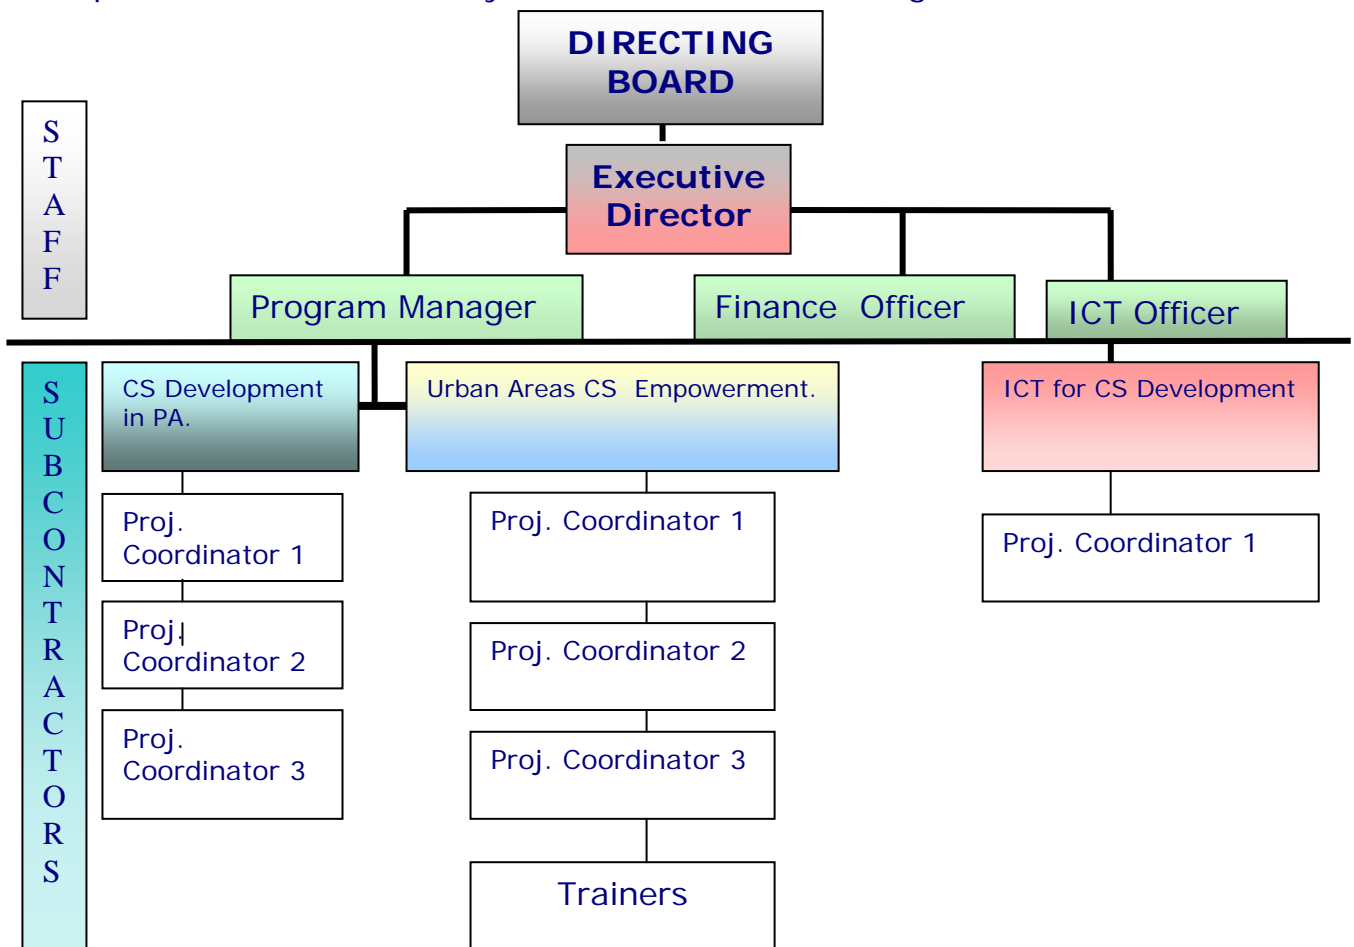 DIRECTING
BOARD
STAFF
Executive
Director
Program Manager
Finance Officer
ICT Officer
SUBCONTRACTORS
CS Development
in PA.
Urban Areas CS Empowerment.
ICT for CS Development
Proj.
Coordinator 1
Proj.
Coordinator 2
Proj.
Coordinator 3
Proj. Coordinator 1
Proj. Coordinator 2
Proj. Coordinator 3
Trainers
Proj. Coordinator 1